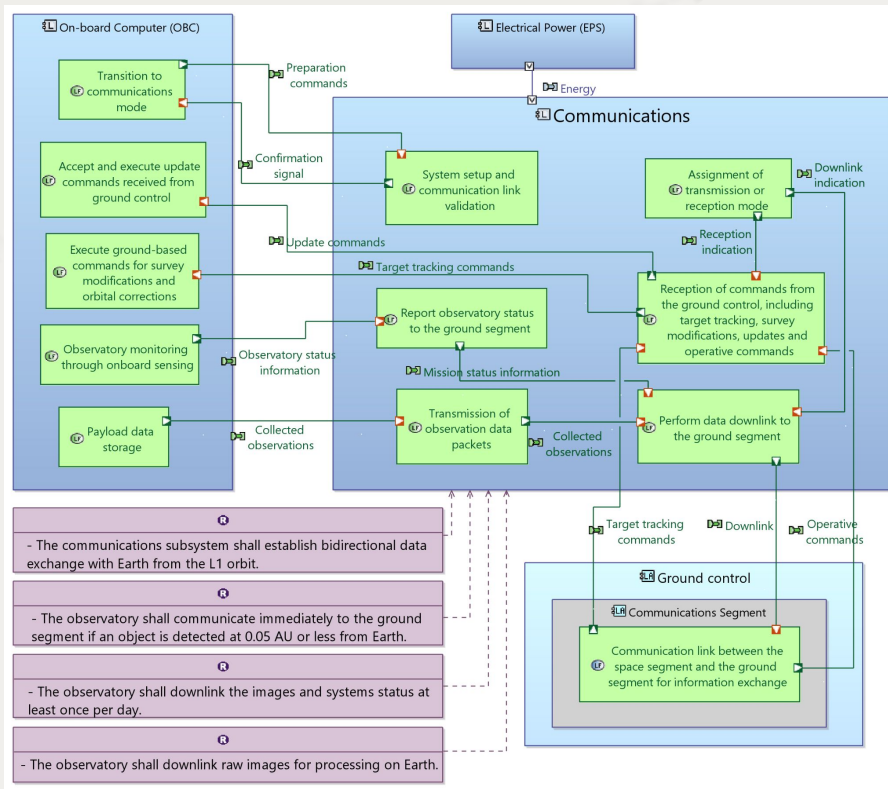 On-board Computer (OBC)
Electrical Power (EPS)
Transition to
communications
mode
Preparation
commands
Energy
Communications
Accept and execute update
commands received from
ground control
Confirmation
signal
System setup and
communication link
validation
Assignment of
transmission or
reception mode
Downlink
indication
Update commands
Reception
indication
Execute ground-based
commands for survey
modifications and
orbital corrections
Target tracking commands
Reception of commands from
the ground control, including
target tracking, survey
modifications, updates and
operative commands
Report observatory status
to the ground segment
Observatory monitoring
through onboard sensing
Observatory status
information
Mission status information
Payload data
storage
Collected
observations
Transmission of
observation data
packets
Collected
observations
Perform data downlink to
the ground segment
R
- The communications subsystem shall establish bidirectional data
exchange with Earth from the L1 orbit.
Target tracking
commands
Downlink
Operative
commands
R
- The observatory shall communicate immediately to the ground
segment if an object is detected at 0.05 AU or less from Earth.
Ground control
Communications Segment
Communication link between the
space segment and the ground
segment for information exchange
R
- The observatory shall downlink the images and systems status at
least once per day.
R
- The observatory shall downlink raw images for processing on Earth.